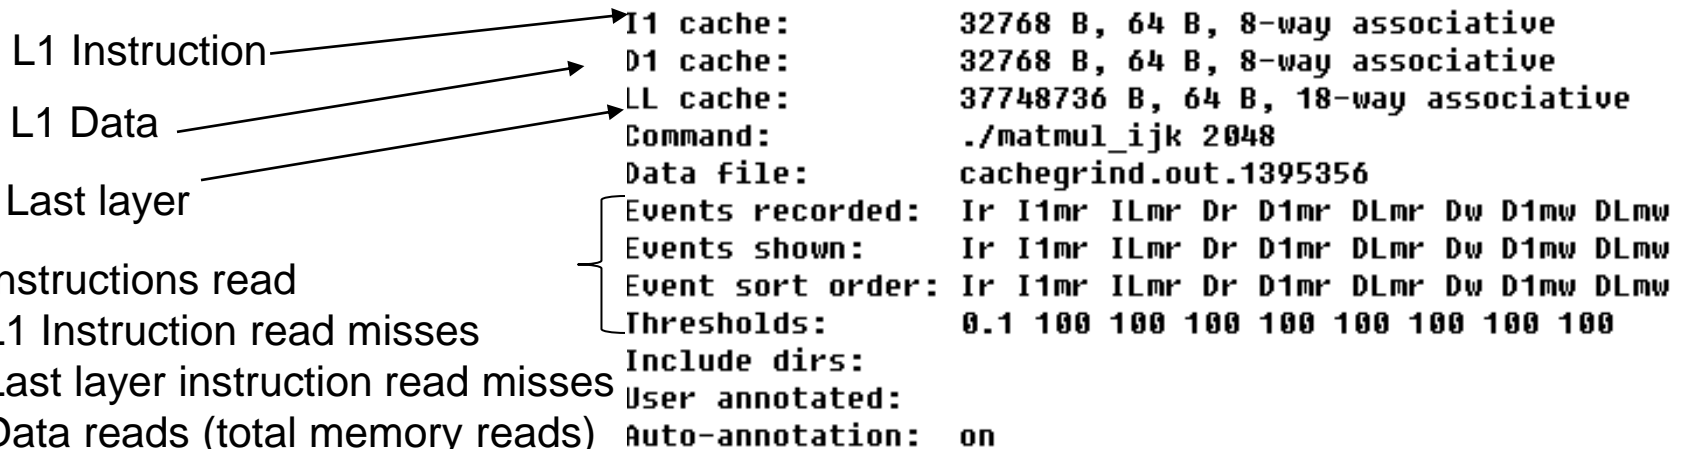 L1 Instruction
L1 Data
Last layer
nstructions read
L1 Instruction read misses
Last layer instruction read misses
Data reads (total memory reads)
I1 cache: 32768 B, 64 B, 8-way associative
D1 cache: 32768 B, 64 B, 8-way associative
LL cache: 37748736 B, 64 B, 18-way associative
Command: ./matmul_ijk 2048
Data file: cachegrind.out.1395356
Events recorded: Ir I1mr ILmr Dr D1mr DLmr Dw D1mw DLmw
Events shown: Ir I1mr ILmr Dr D1mr DLmr Dw D1mw DLmw
Event sort order: Ir I1mr ILmr Dr D1mr DLmr Dw D1mw DLmw
Thresholds: 0.1 100 100 100 100 100 100 100 100
Include dirs:
User annotated:
Auto-annotation: on